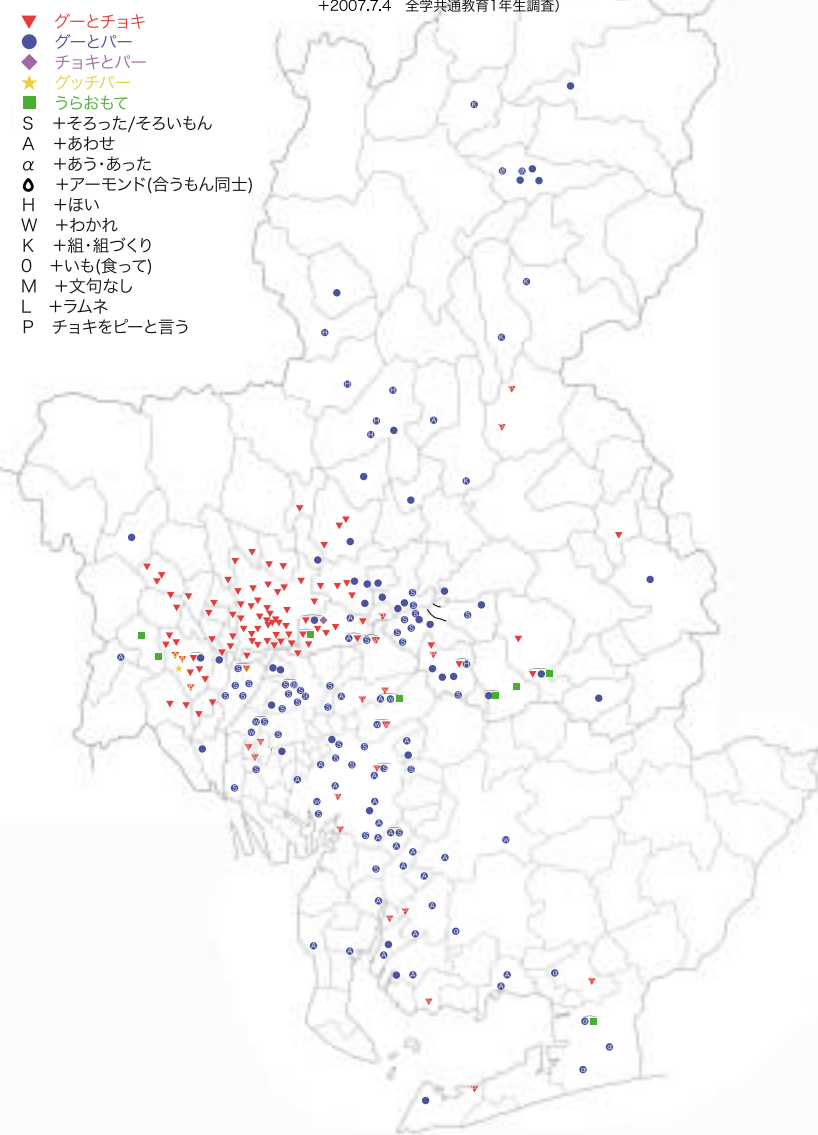 +2007.7.4 全学共通教育1年生調査)
グーとチョキ
グーとパー
チョキとパー
グッチパー
うらおもて
S +そろった/そろいもん
A +あわせ
α +あう・あった
+アーモンド(合うもん同士)
H +ほい
W +わかれ
K +組・組づくり
0 +いも(食って)
M +文句なし
L +ラムネ
P チョキをピーと言う